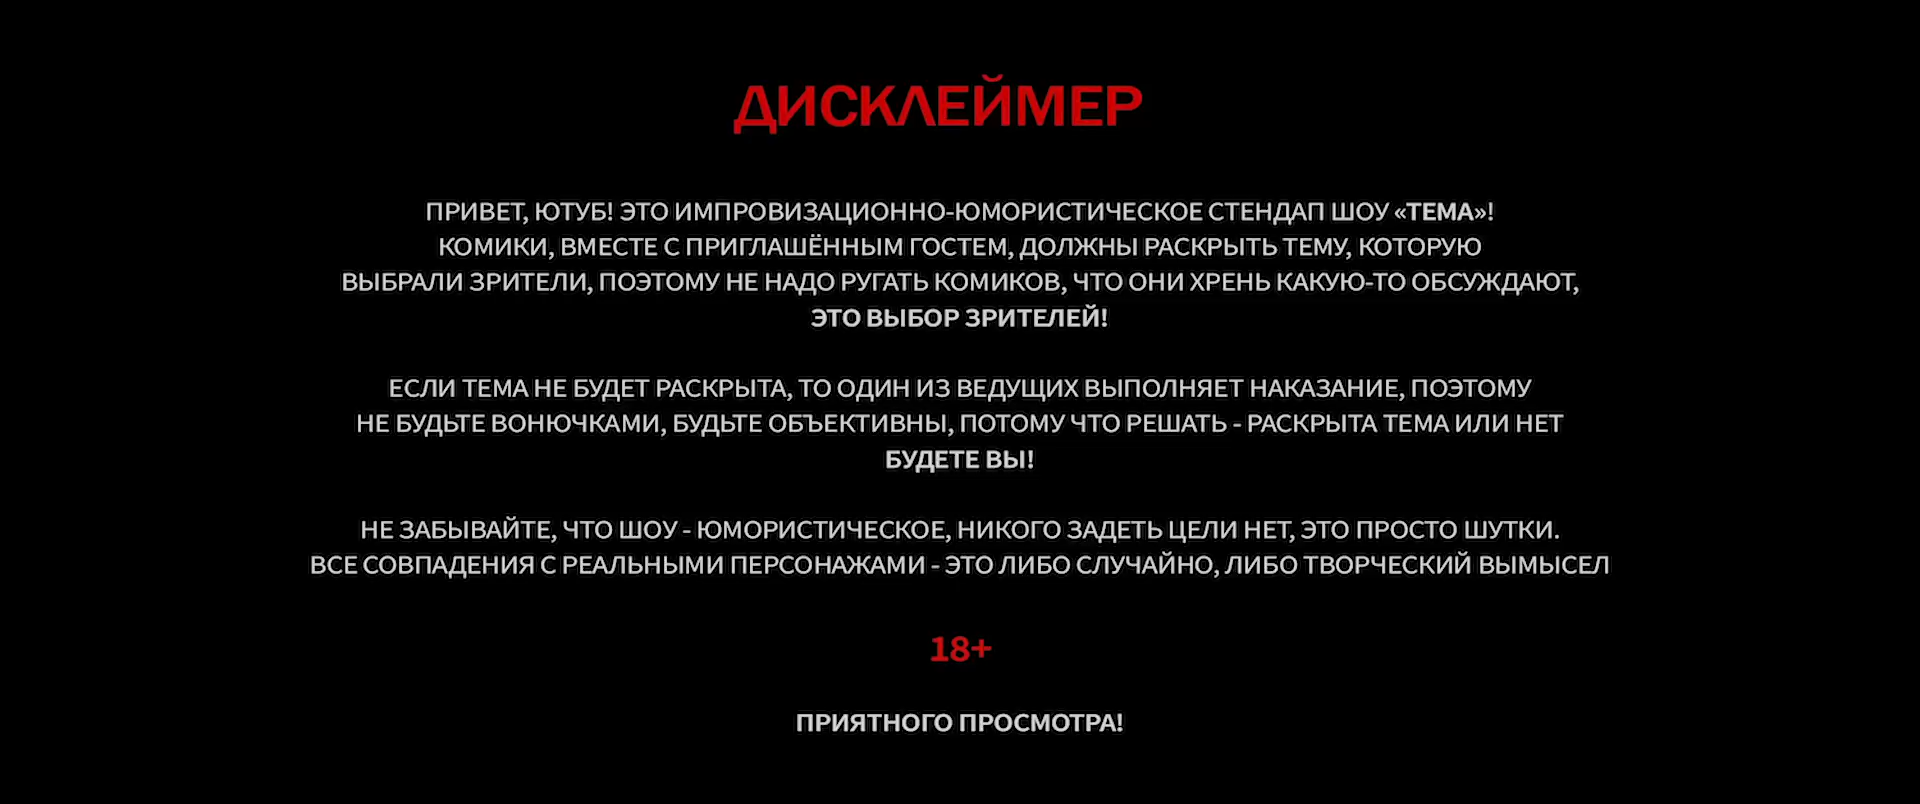 ДИСКЛЕЙМЕР
ПРИВЕТ, ЮТУБ! ЭТО ИМПРОВИЗАЦИОННО-ЮМОРИСТИЧЕСКОЕ СТЕНДАП ШОУ «ТЕМА»!
КОМИКИ, ВМЕСТЕ С ПРИГЛАШЁННЫМ ГОСТЕМ, ДОЛЖНЫ РАСКРЫТЬ ТЕМУ, КОТОРУЮ
ВЫБРАЛИ ЗРИТЕЛИ, ПОЭТОМУ НЕ НАДО РУГАТЬ КОМИКОВ, ЧТО ОНИ ХРЕНЬ КАКУЮ-ТО ОБСУЖДАЮТ,
ЭТО ВЫБОР ЗРИТЕЛЕЙ!
ЕСЛИ ТЕМА НЕ БУДЕТ РАСКРЫТА, ТО ОДИН ИЗ ВЕДУЩИХ ВЫПОЛНЯЕТ НАКАЗАНИЕ, ПОЭТОМУ
НЕ БУДЬТЕ ВОНЮЧКАМИ, БУДЬТЕ ОБЪЕКТИВНЫ, ПОТОМУ ЧТО РЕШАТЬ - РАСКРЫТА ТЕМА ИЛИ НЕТ
БУДЕТЕ ВЫ!
НЕ ЗАБЫВАЙТЕ, ЧТО ШОУ - ЮМОРИСТИЧЕСКОЕ, НИКОГО ЗАДЕТЬ ЦЕЛИ НЕТ, ЭТО ПРОСТО ШУТКИ.
ВСЕ СОВПАДЕНИЯ С РЕАЛЬНЫМИ ПЕРСОНАЖАМИ - ЭТО ЛИБО СЛУЧАЙНО, ЛИБО ТВОРЧЕСКИЙ ВЫМЫСЕЛ
18+
ПРИЯТНОГО ПРОСМОТРА!